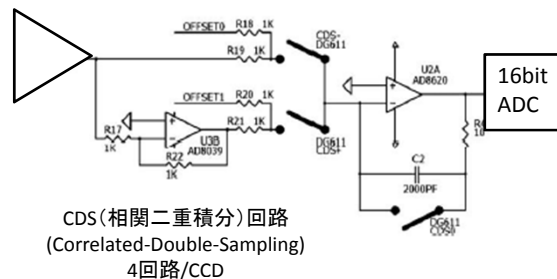 OFFSET0
R18 1K
R19 1K
CDS-
DG611
OFFSET1
R20 1K
R21 1K
DG611
CDS+
R17
1K
U3B
AD8039
R22
1K
U2A
AD8620
16bit
ADC
10
C2
2000PF
DG611
CDS（相関二重積分）回路
(Correlated-Double-Sampling)
4回路/CCD